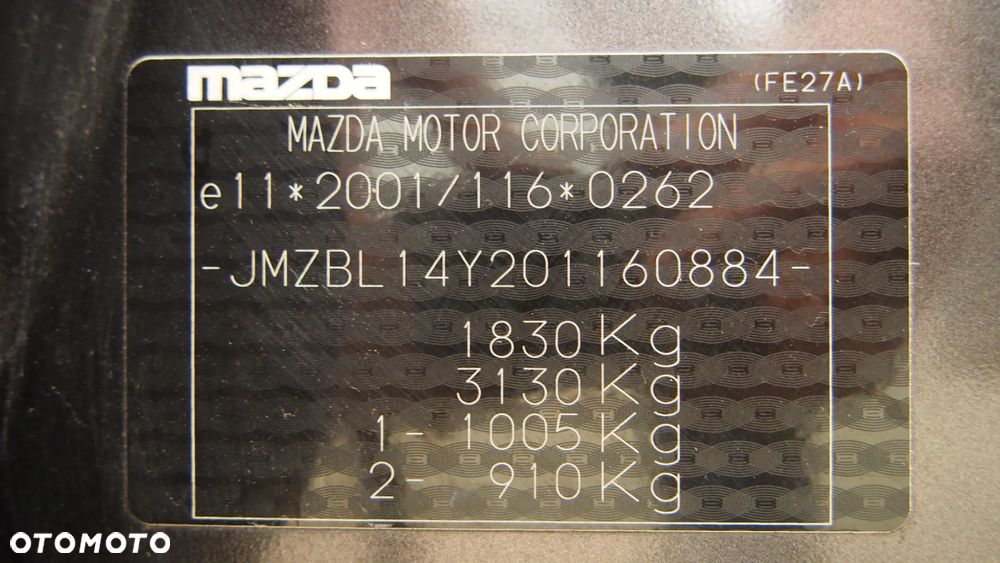 mazda
(FE27A)
MAZDA MOTOR CORPORATION
e11*2001/116*0262
-JMZBL14Y201160884-
1830Kg
3130Kg
1- 1005Kg
2- 910Kg
OTOMOTO